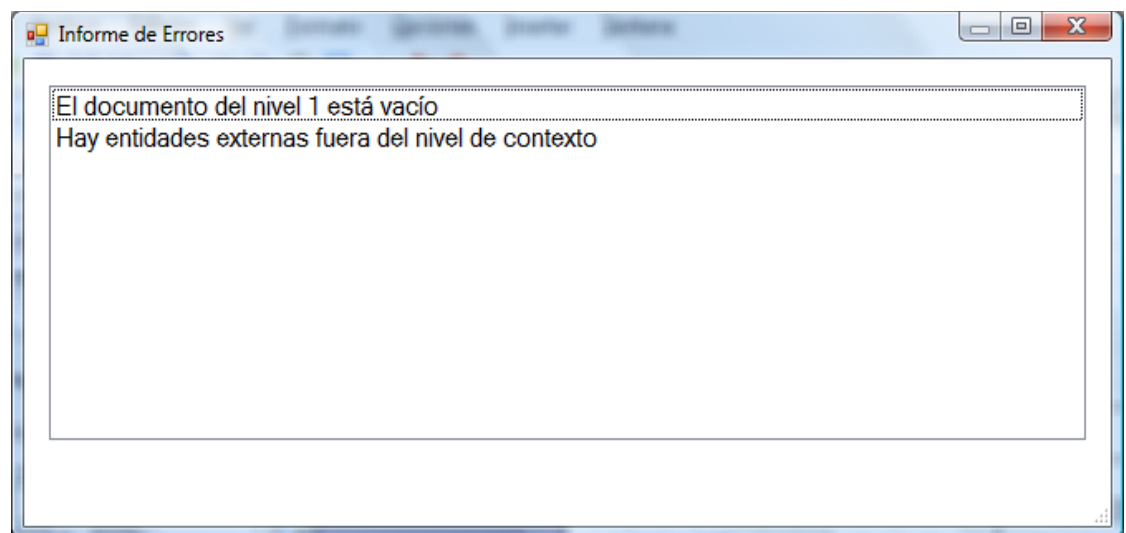 Informe de Errores
El documento del nivel 1 está vacío
Hay entidades externas fuera del nivel de contexto